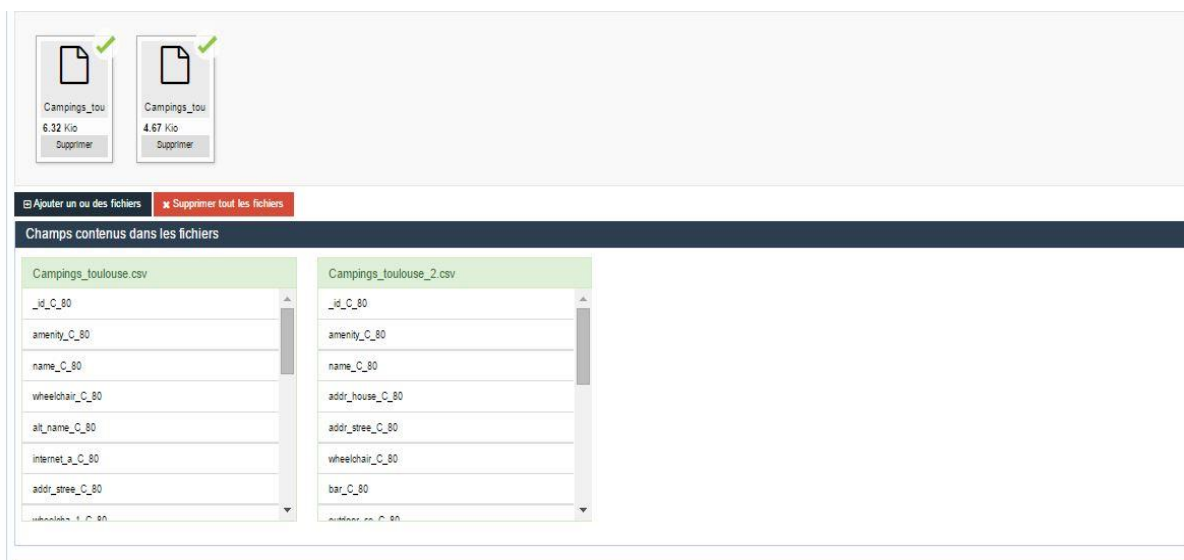 Campings_tou
6.32 Kio
Supprimer
Campings_tou
4.67 Kio
Supprimer
Ajouter un ou des fichiers
Supprimer tout les fichiers
Champs contenus dans les fichiers
Campings_toulouse.csv
_id_C_80
amenity_C_80
name_C_80
wheelchair_C_80
alt_name_C_80
internet_a_C_80
addr_stree_C_80
wheelcha_1_C_80
Campings_toulouse_2.csv
_id_C_80
amenity_C_80
name_C_80
addr_house_C_80
addr_stree_C_80
wheelchair_C_80
bar_C_80
outdoor_se_C_80